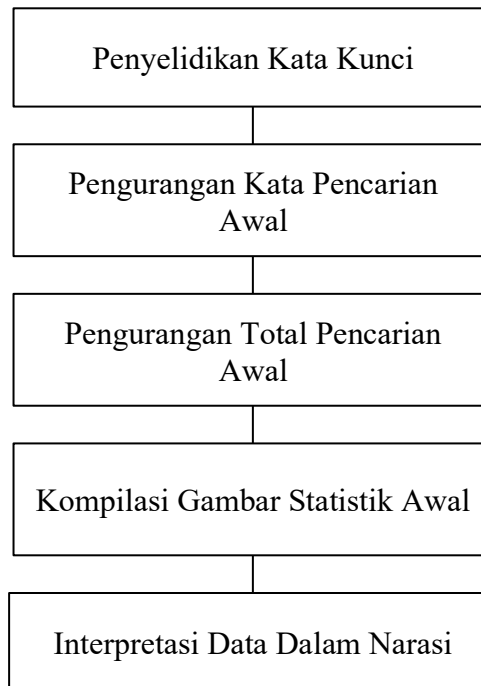 Penyelidikan Kata Kunci
Pengurangan Kata Pencarian
Awal
Pengurangan Total Pencarian
Awal
Kompilasi Gambar Statistik Awal
Interpretasi Data Dalam Narasi